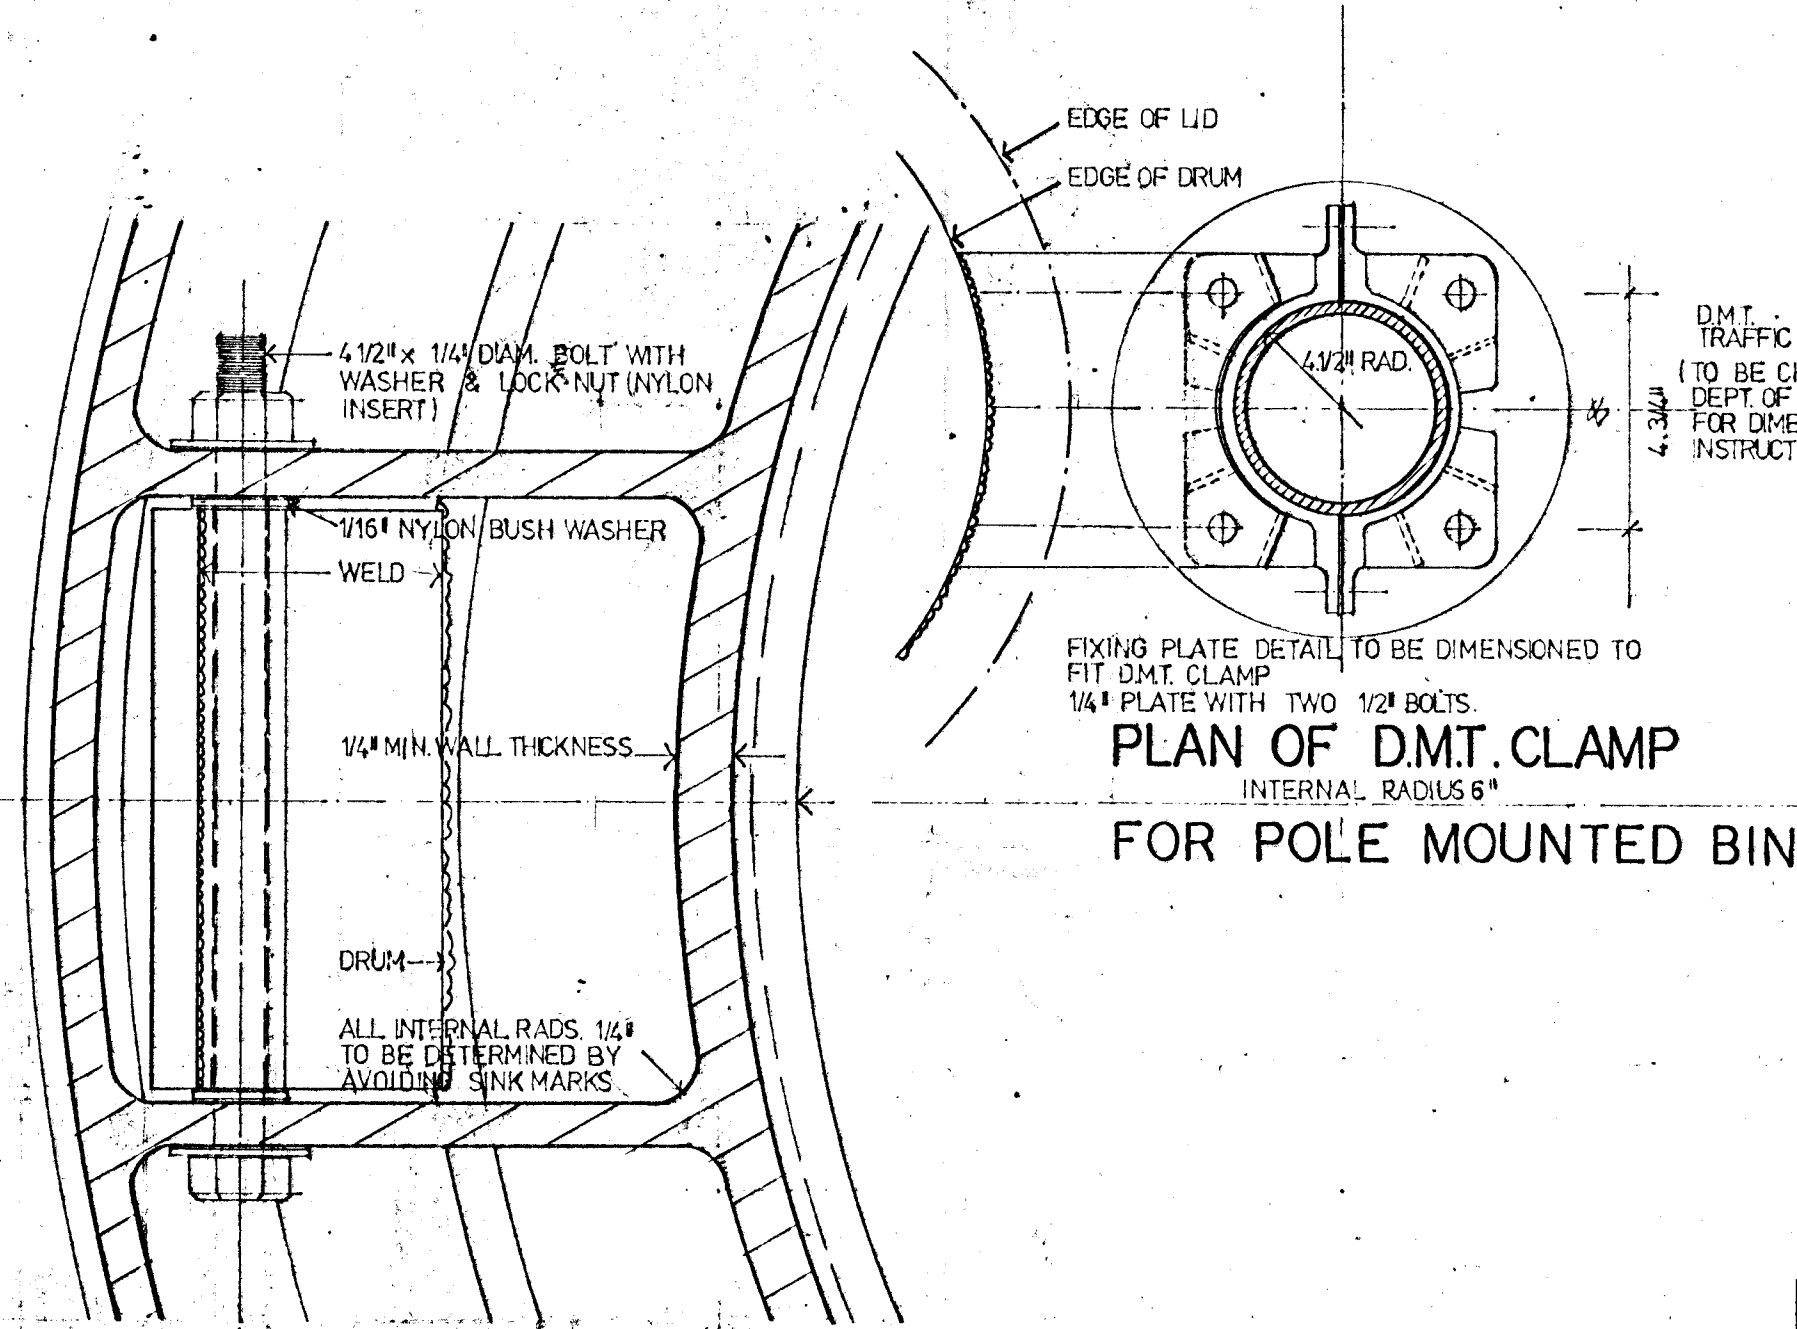 EDGE OF LID
EDGE OF DRUM
4 1/2" x 1/4" DIAM. BOLT WITH
WASHER & LOCK NUT (NYLON
INSERT)
1/16" NYLON BUSH WASHER
WELD
1/4" MIN. WALL THICKNESS
DRUM
ALL INTERNAL RADS. 1/4"
TO BE DETERMINED BY
AVOIDING SINK MARKS
4.1/2" RAD.
4.3/4"
D.M.T.
TRAFFIC
(TO BE
DEPT. OF
FOR
FIXING PLATE DETAIL TO BE DIMENSIONED TO
FIT D.M.T. CLAMP
1/4" PLATE WITH TWO 1/2" BOLTS.
PLAN OF D.M.T. CLAMP
INTERNAL RADIUS 6"
FOR POLE MOUNTED BIN